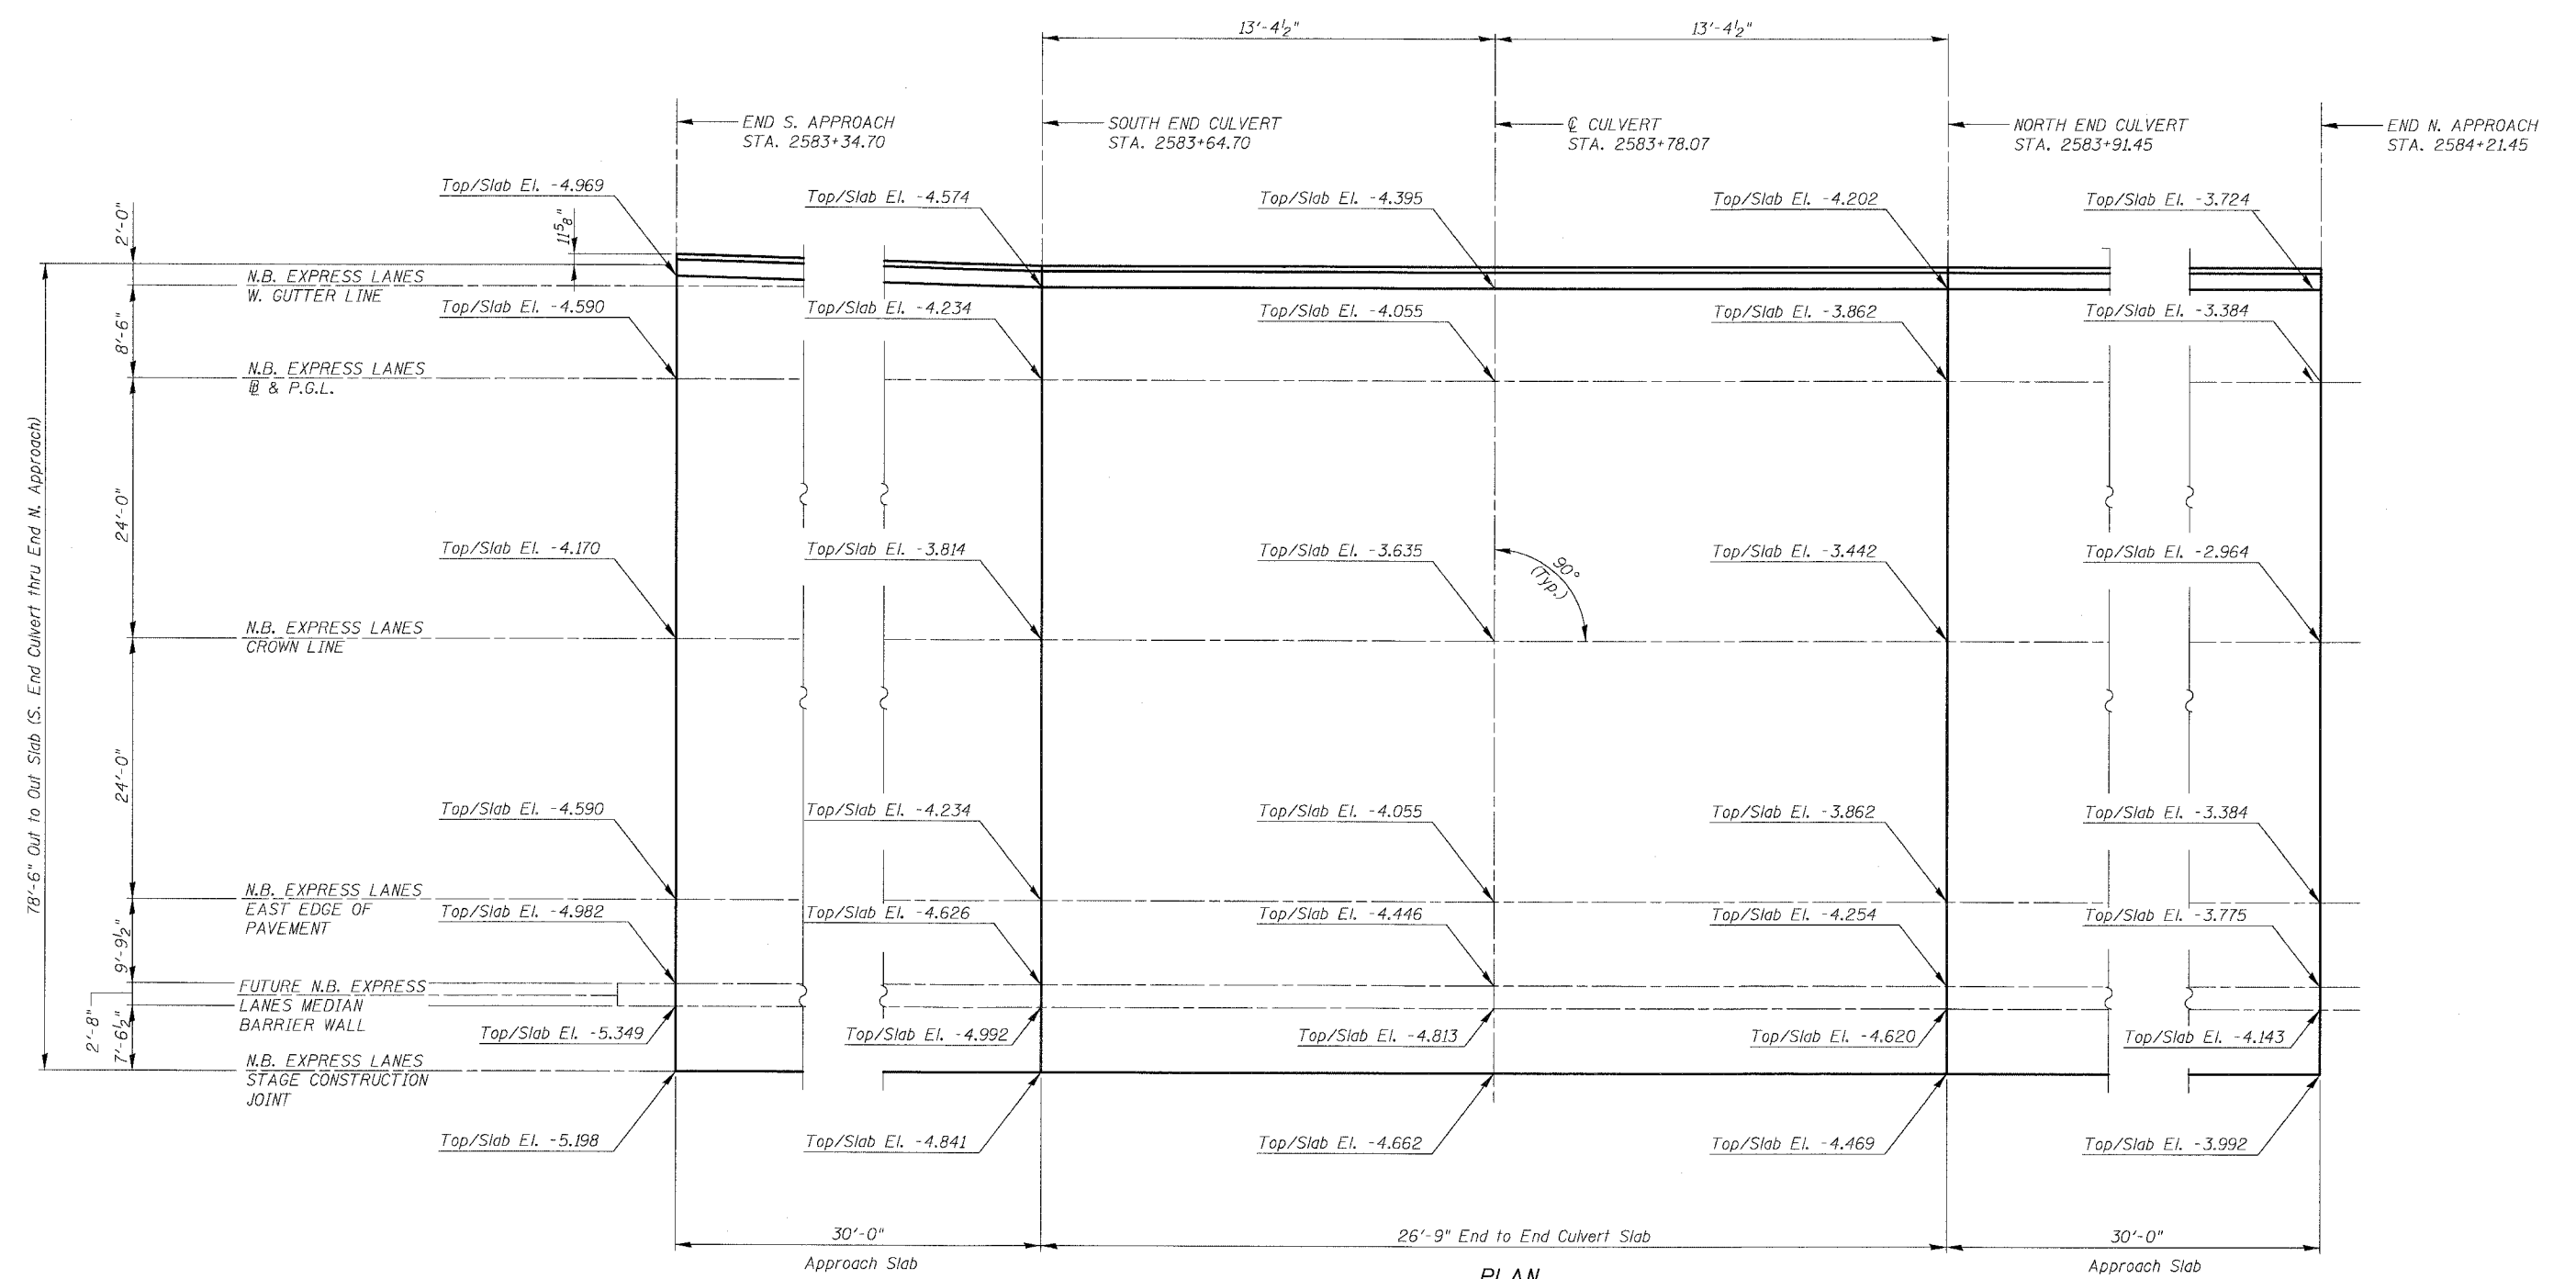 13'-4½"
13'-4½"
END S. APPROACH
STA. 2583+34.70
SOUTH END CULVERT
STA. 2583+64.70
℄ CULVERT
STA. 2583+78.07
NORTH END CULVERT
STA. 2583+91.45
END N. APPROACH
STA. 2584+21.45
Top/Slab El. -4.969
Top/Slab El. -4.574
Top/Slab El. -4.395
Top/Slab El. -4.202
Top/Slab El. -3.724
2'-0"
11⅝"
N.B. EXPRESS LANES
W. GUTTER LINE
Top/Slab El. -4.590
Top/Slab El. -4.234
Top/Slab El. -4.055
Top/Slab El. -3.862
Top/Slab El. -3.384
8'-6"
N.B. EXPRESS LANES
& P.G.L.
78'-6" Out to Out Slab (S. End Culvert thru End N. Approach)
24'-0"
Top/Slab El. -4.170
Top/Slab El. -3.814
Top/Slab El. -3.635
Top/Slab El. -3.442
Top/Slab El. -2.964
90°
(Typ.)
N.B. EXPRESS LANES
CROWN LINE
24'-0"
Top/Slab El. -4.590
Top/Slab El. -4.234
Top/Slab El. -4.055
Top/Slab El. -3.862
Top/Slab El. -3.384
N.B. EXPRESS LANES
EAST EDGE OF
PAVEMENT
Top/Slab El. -4.982
Top/Slab El. -4.626
Top/Slab El. -4.446
Top/Slab El. -4.254
Top/Slab El. -3.775
9'-9½"
FUTURE N.B. EXPRESS
LANES MEDIAN
BARRIER WALL
2'-8"
7'-6½"
Top/Slab El. -5.349
Top/Slab El. -4.992
Top/Slab El. -4.813
Top/Slab El. -4.620
Top/Slab El. -4.143
N.B. EXPRESS LANES
STAGE CONSTRUCTION
JOINT
Top/Slab El. -5.198
Top/Slab El. -4.841
Top/Slab El. -4.662
Top/Slab El. -4.469
Top/Slab El. -3.992
30'-0"
Approach Slab
26'-9" End to End Culvert Slab
30'-0"
Approach Slab
PLAN